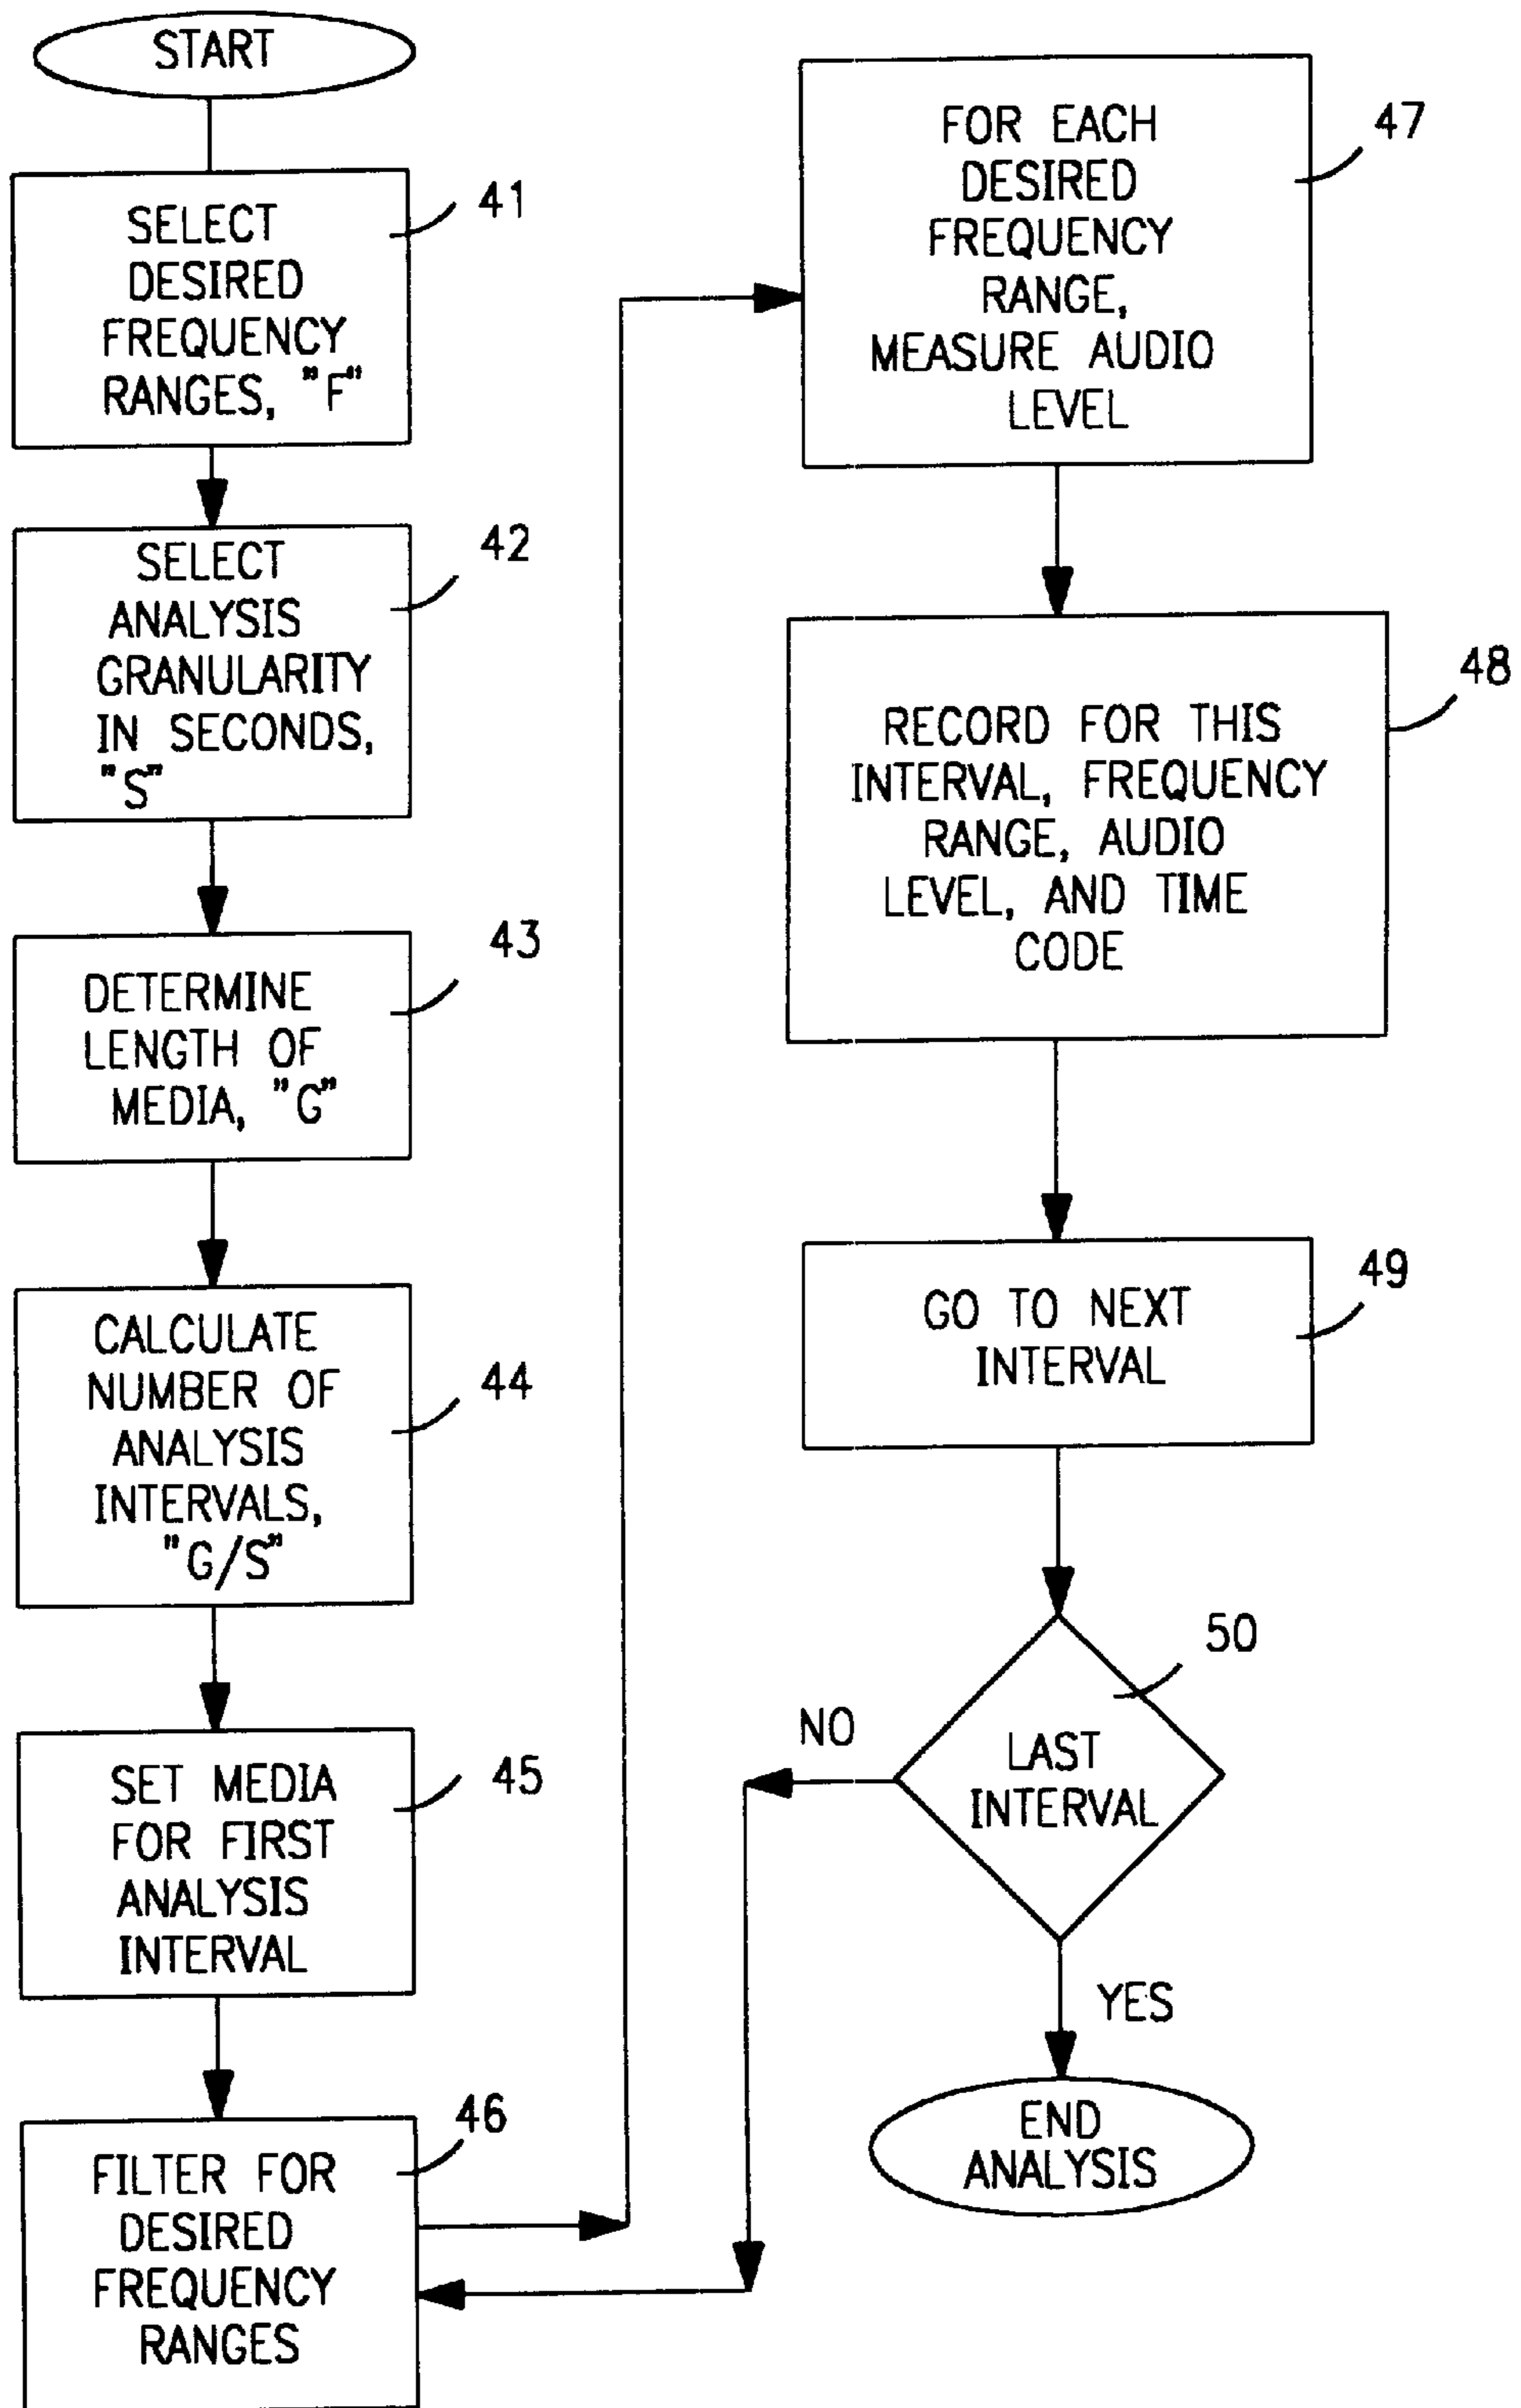 START
SELECT
DESIRED
FREQUENCY
RANGES, "F"
41
SELECT
ANALYSIS
GRANULARITY
IN SECONDS,
"S"
42
DETERMINE
LENGTH OF
MEDIA, "G"
43
CALCULATE
NUMBER OF
ANALYSIS
INTERVALS,
"G/S"
44
SET MEDIA
FOR FIRST
ANALYSIS
INTERVAL
45
FILTER FOR
DESIRED
FREQUENCY
RANGES
46
FOR EACH
DESIRED
FREQUENCY
RANGE,
MEASURE AUDIO
LEVEL
47
RECORD FOR THIS
INTERVAL, FREQUENCY
RANGE, AUDIO
LEVEL, AND TIME
CODE
48
GO TO NEXT
INTERVAL
49
LAST
INTERVAL
50
NO
YES
END
ANALYSIS